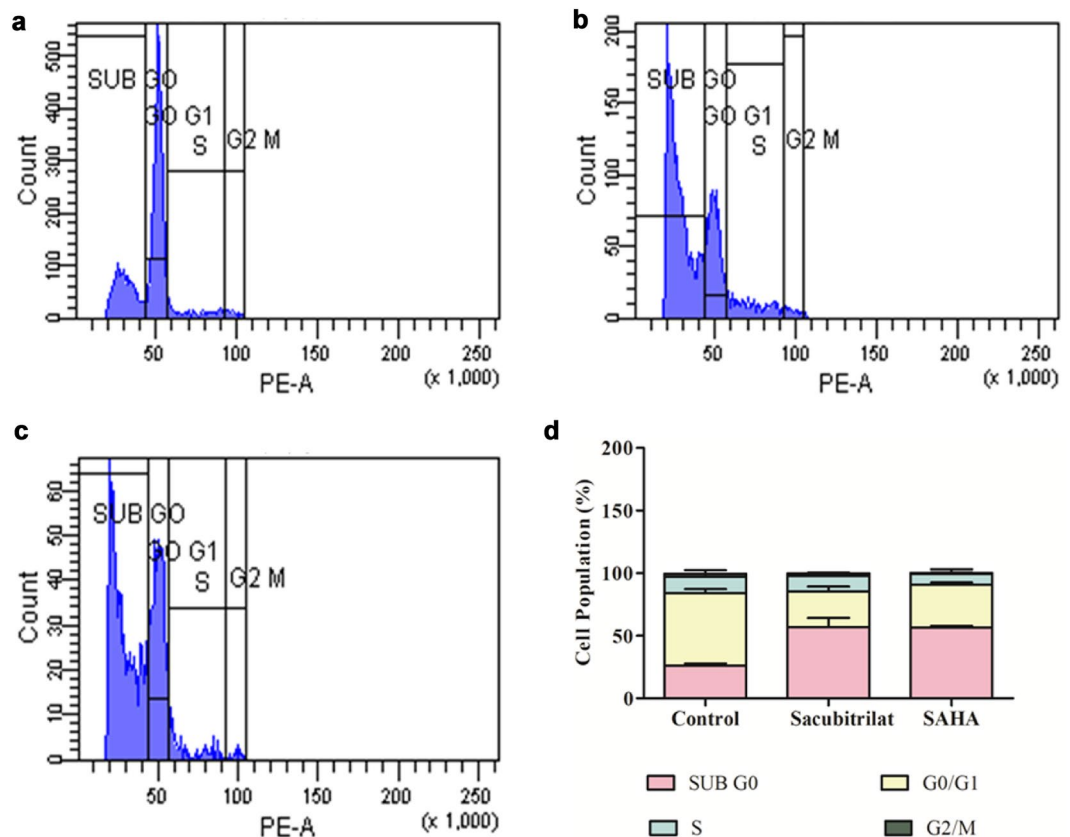 a
500
400
300
200
100
0
Count
SUB G0
G0 G1
S
G2 M
50 100 150 200 250
PE-A
(x 1,000)
b
200
150
100
50
0
Count
SUB G0
G0 G1
S
G2 M
50 100 150 200 250
PE-A
(x 1,000)
c
60
50
40
30
20
10
0
Count
SUB G0
G0 G1
S
G2 M
50 100 150 200 250
PE-A
(x 1,000)
d
200
150
100
50
0
Cell Population (%)
Control Sacubitrilat SAHA
SUB G0 G0/G1
S G2/M